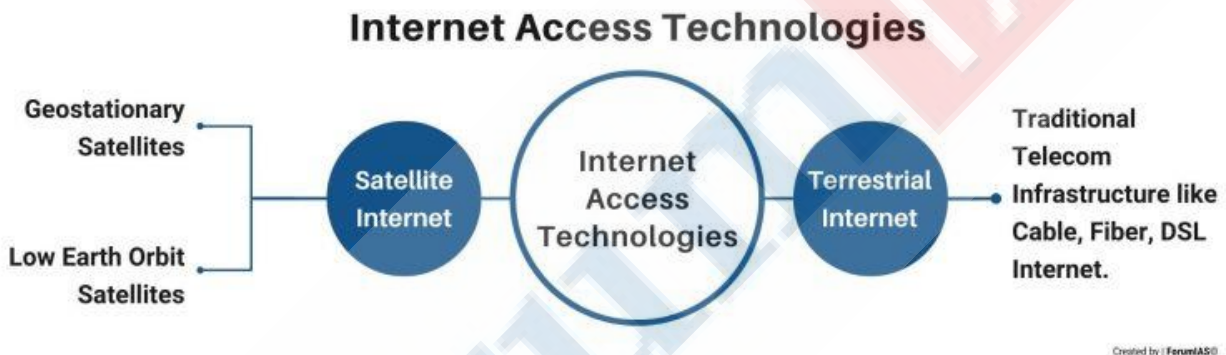 Internet Access Technologies
Geostationary
Satellites
Low Earth Orbit
Satellites
Satellite
Internet
Internet
Access
Technologies
Terrestrial
Internet
Traditional
Telecom
Infrastructure like
Cable, Fiber, DSL
Internet.
Created by | ForumIAS©